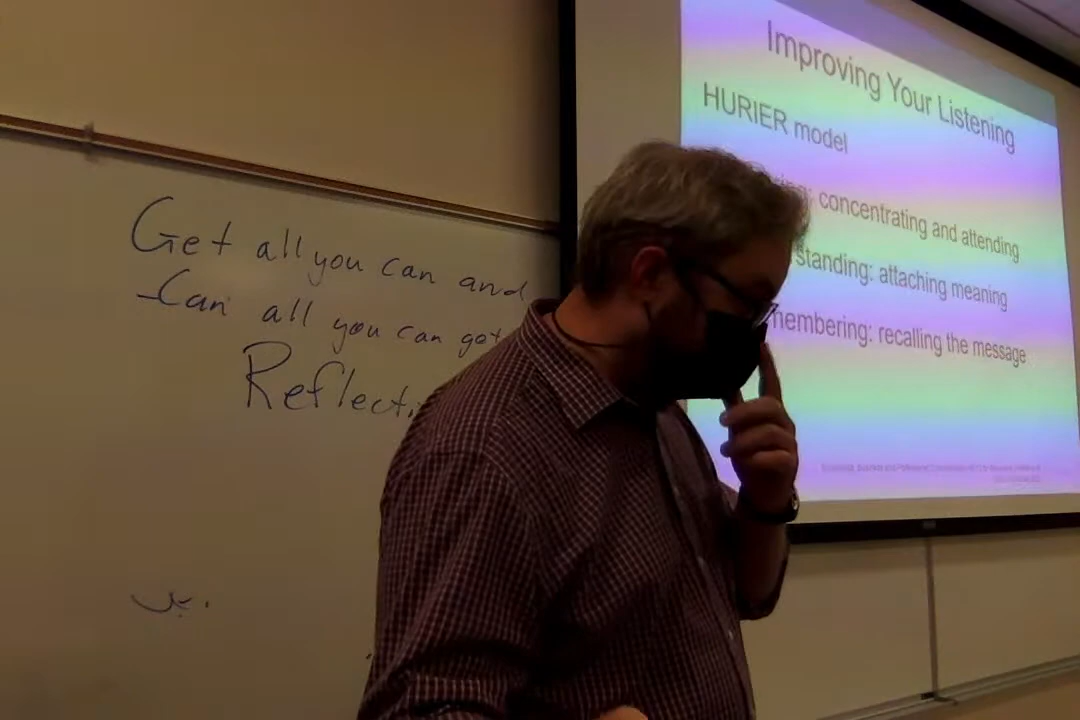 Get all you can and
Can all you can get
Reflecti
Improving Your Listening
HURIER model
concentrating and attending
standing: attaching meaning
membering: recalling the message